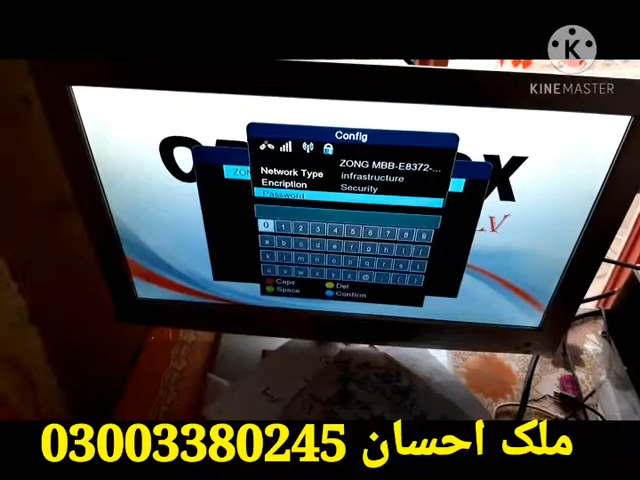 KINEMASTER
Config
ZONG MBB-E8372-...
Network Type infrastructure
Encription Security
Password
0 1 2 3 4 5 6 7 8 9
a b c d e f g h i j
k l m n o p q r s t
u v w x y z @ . ( )
Caps Del
Space Confirm
03003380245 ملک احسان